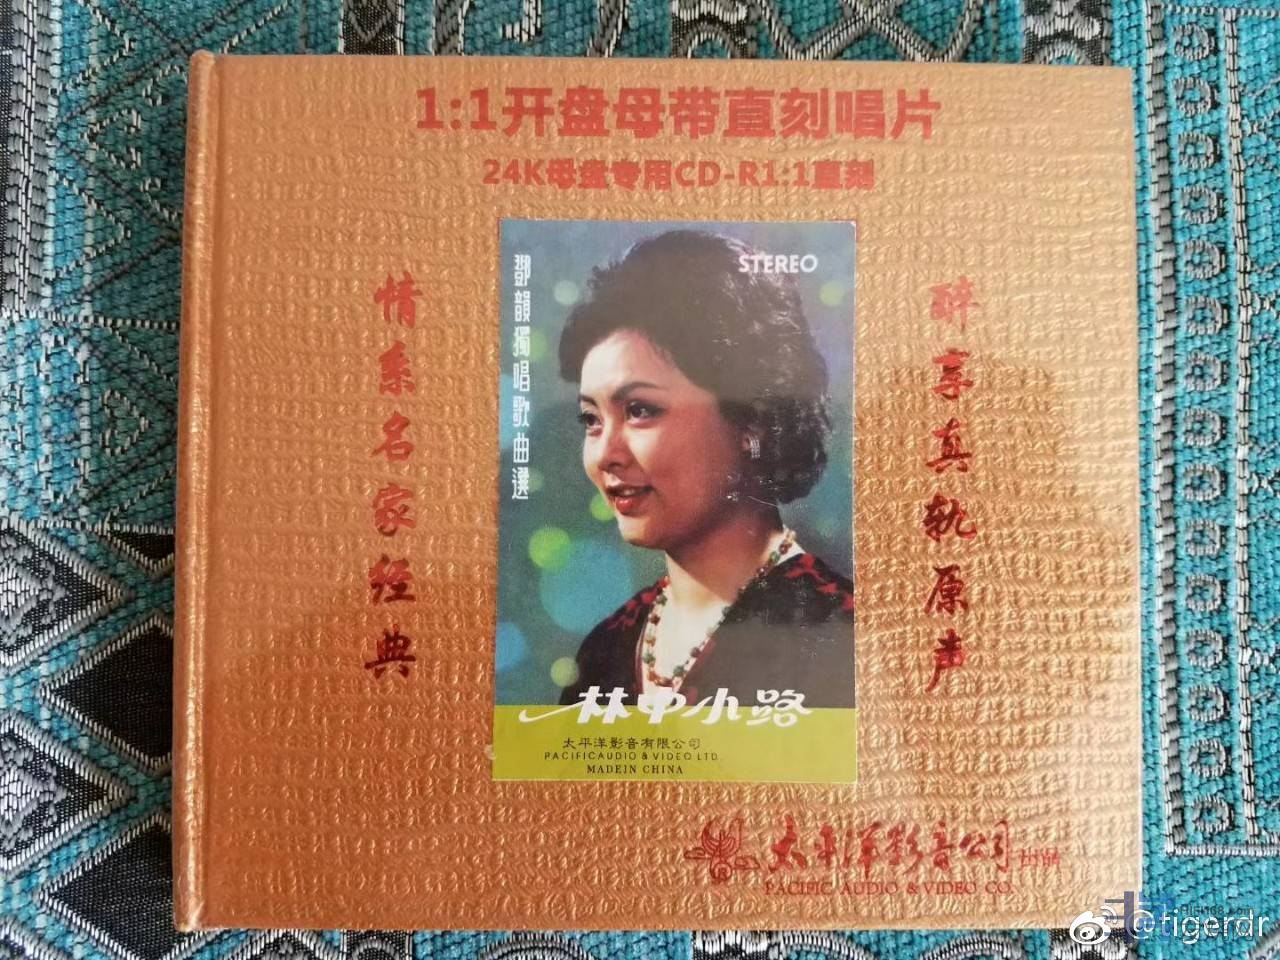 1:1开盘母带直刻唱片
24K母盘专用CD-R1:1直刻
情系名家经典
鄧韻獨唱歌曲選
STEREO
醉享真轨原声
林中小路
太平洋影音有限公司
PACIFICAUDIO & VIDEO LTD
MADEIN CHINA
太平洋影音公司 出品
PACIFIC AUDIO & VIDEO CO.
@tigerdr